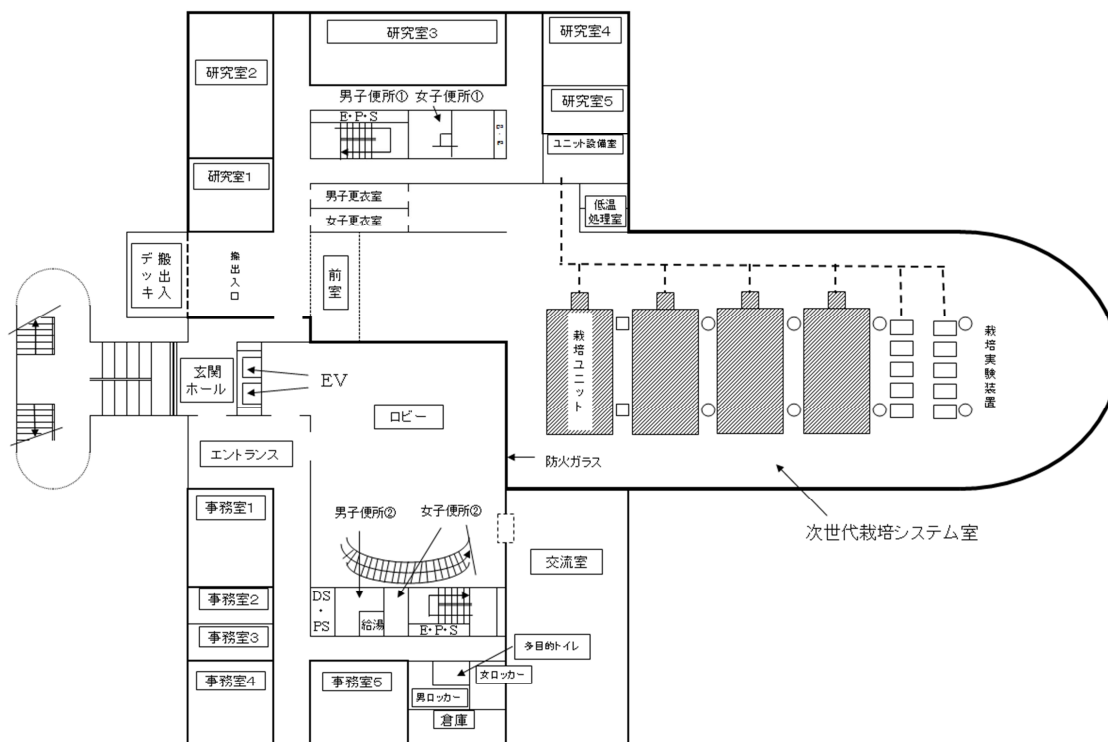 研究室3
研究室4
研究室2
男子便所① 女子便所①
研究室5
E・P・S
ユニット設備室
研究室1
男子更衣室
低温
処理室
女子更衣室
搬出入
デッキ
搬出入口
前室
栽培ユニット
栽培実験装置
玄関
ホール
EV
ロビー
エントランス
防火ガラス
事務室1
男子便所②
女子便所②
次世代栽培システム室
交流室
DS
・
PS
事務室2
給湯
E・P・S
事務室3
多目的トイレ
事務室4
事務室5
女ロッカー
男ロッカー
倉庫